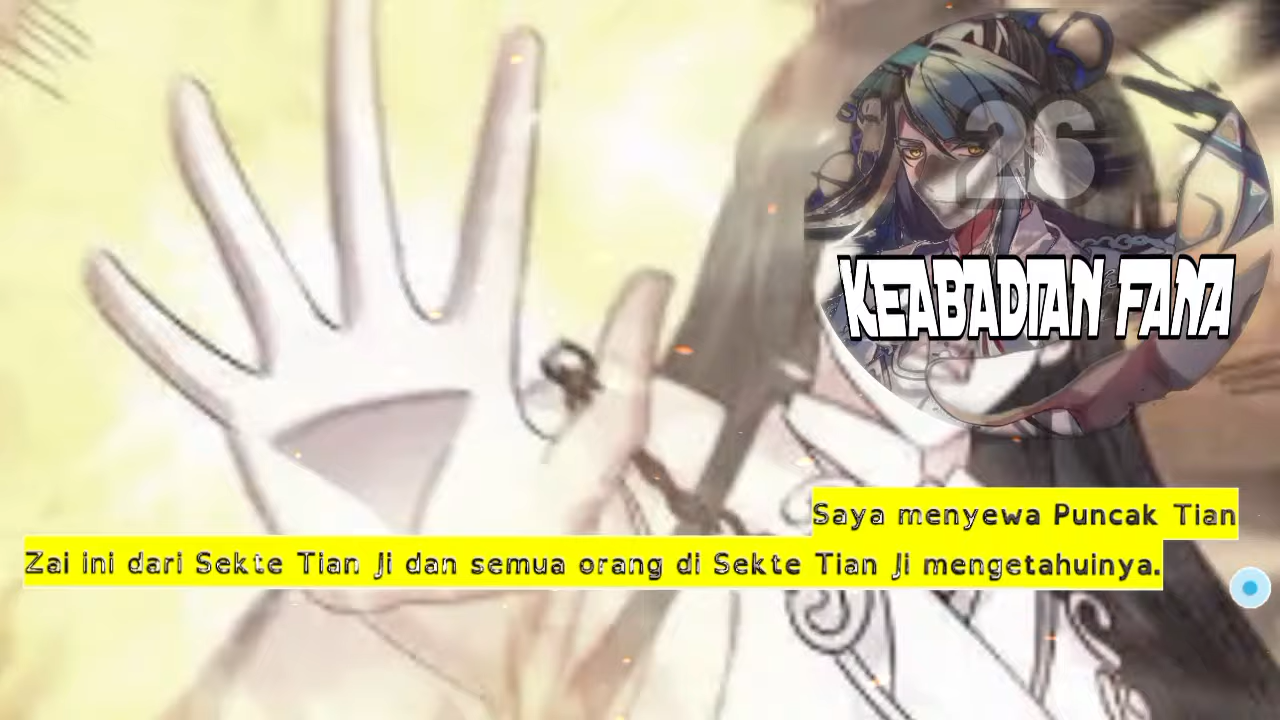 26
KEABADIAN FANA
Saya menyewa Puncak Tian
Zai ini dari Sekte Tian Ji dan semua orang di Sekte Tian Ji mengetahuinya.